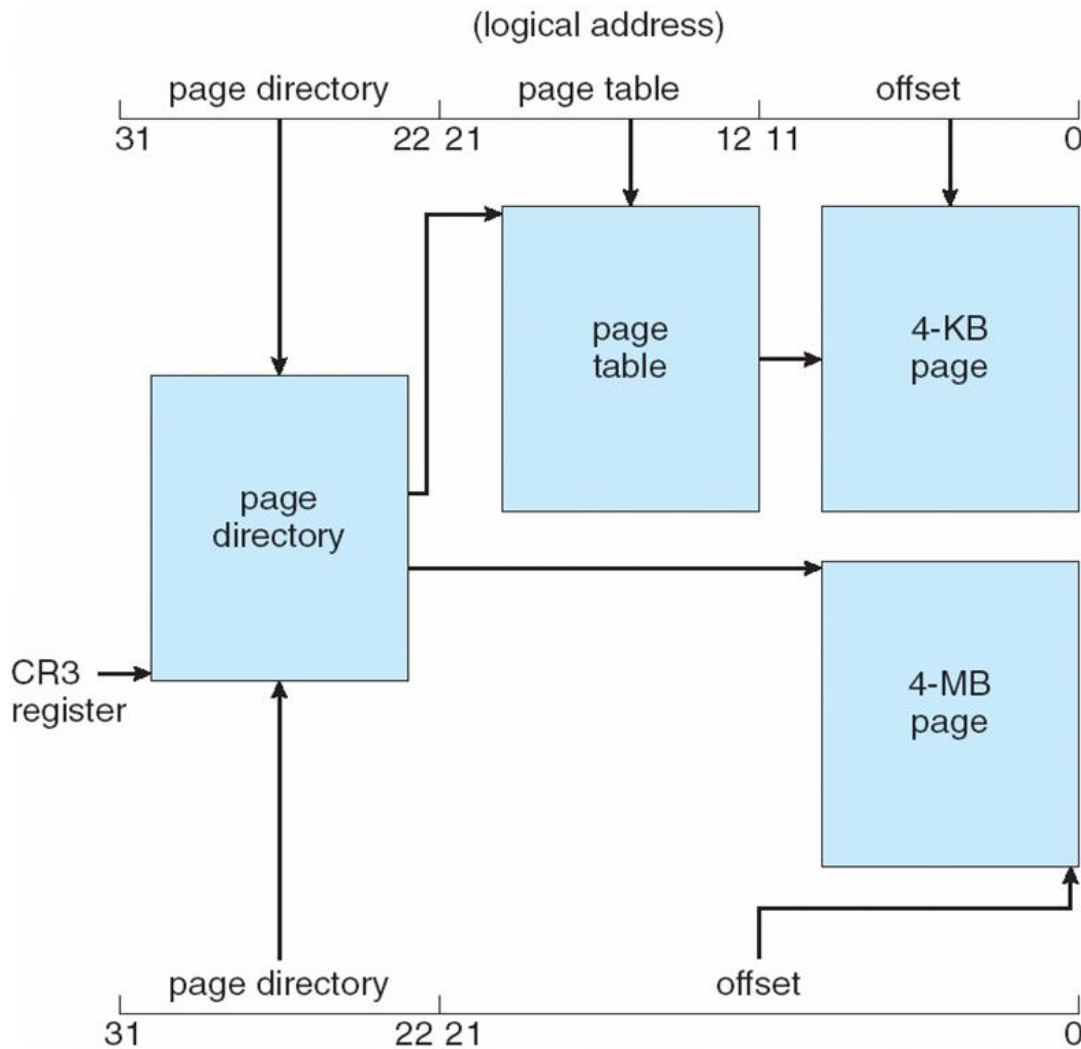 (logical address)
page directory page table offset
31 22 21 12 11 0
page
table
4-KB
page
page
directory
CR3
register
4-MB
page
page directory offset
31 22 21 0